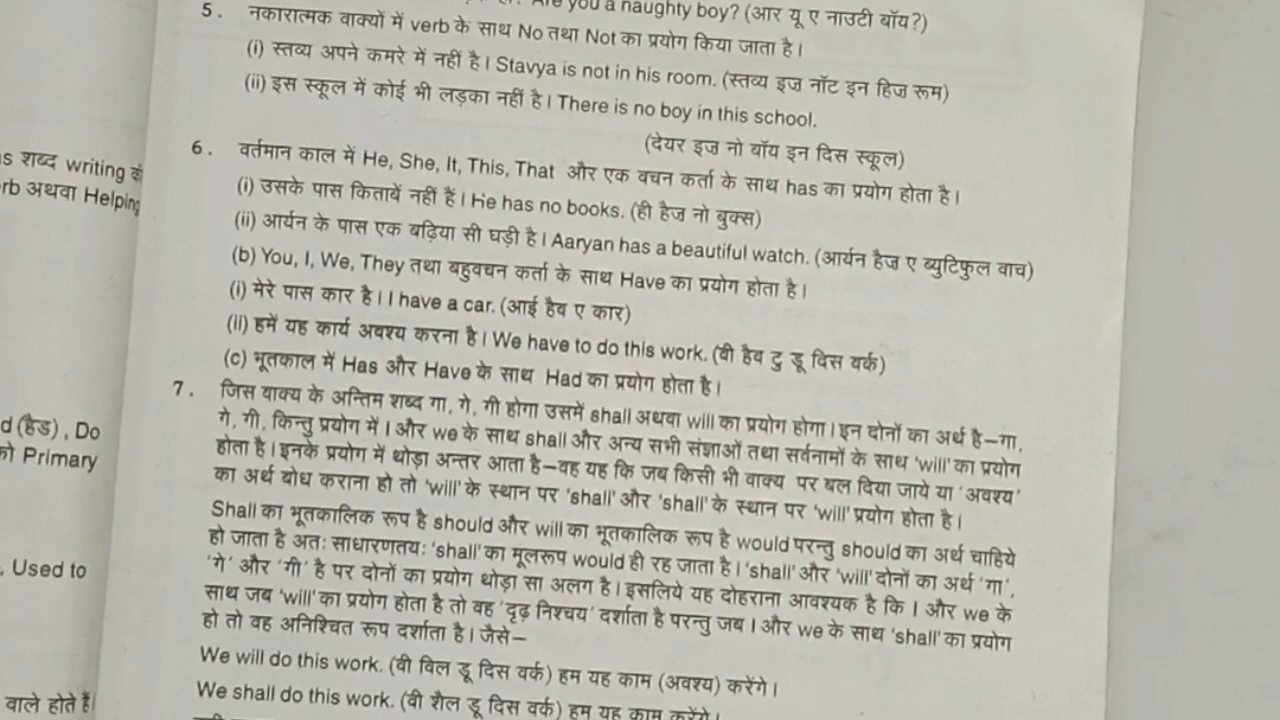 you a naughty boy? (आर यू ए नाउटी बॉय?)
5. नकारात्मक वाक्यों में verb के साथ No तथा Not का प्रयोग किया जाता है।
(i) स्तव्य अपने कमरे में नहीं है। Stavya is not in his room. (स्तव्य इज नॉट इन हिज रूम)
(ii) इस स्कूल में कोई भी लड़का नहीं है। There is no boy in this school.
(देयर इज नो बॉय इन दिस स्कूल)
6. वर्तमान काल में He, She, It, This, That और एक वचन कर्ता के साथ has का प्रयोग होता है।
(i) उसके पास किताबें नहीं हैं। He has no books. (ही हैज नो बुक्स)
(ii) आर्यन के पास एक बढ़िया सी घड़ी है। Aaryan has a beautiful watch. (आर्यन हैज ए ब्युटिफुल वाच)
(b) You, I, We, They तथा बहुवचन कर्ता के साथ Have का प्रयोग होता है।
(i) मेरे पास कार है। I have a car. (आई हैव ए कार)
(ii) हमें यह कार्य अवश्य करना है। We have to do this work. (वी हैव टु डू दिस वर्क)
(c) भूतकाल में Has और Have के साथ Had का प्रयोग होता है।
7. जिस वाक्य के अन्तिम शब्द गा, गे, गी होगा उसमें shall अथवा will का प्रयोग होगा। इन दोनों का अर्थ है–गा,
गे, गी, किन्तु प्रयोग में। और we के साथ shall और अन्य सभी संज्ञाओं तथा सर्वनामों के साथ 'will' का प्रयोग
होता है। इनके प्रयोग में थोड़ा अन्तर आता है–वह यह कि जब किसी भी वाक्य पर बल दिया जाये या 'अवश्य'
का अर्थ बोध कराना हो तो 'will' के स्थान पर 'shall' और 'shall' के स्थान पर 'will' प्रयोग होता है।
Shall का भूतकालिक रूप है should और will का भूतकालिक रूप है would परन्तु should का अर्थ चाहिये
हो जाता है अतः साधारणतयः 'shall' का मूलरूप would ही रह जाता है। 'shall' और 'will' दोनों का अर्थ 'गा',
'गे' और 'गी' है पर दोनों का प्रयोग थोड़ा सा अलग है। इसलिये यह दोहराना आवश्यक है कि I और we के
साथ जब 'will' का प्रयोग होता है तो वह 'दृढ़ निश्चय' दर्शाता है परन्तु जब I और we के साथ 'shall' का प्रयोग
हो तो वह अनिश्चित रूप दर्शाता है। जैसे–
We will do this work. (वी विल डू दिस वर्क) हम यह काम (अवश्य) करेंगे।
We shall do this work. (वी शैल डू दिस वर्क) हम यह काम करेंगे।
शब्द writing
अथवा Helping
(हैड), Do
Primary
Used to
वाले होते हैं।